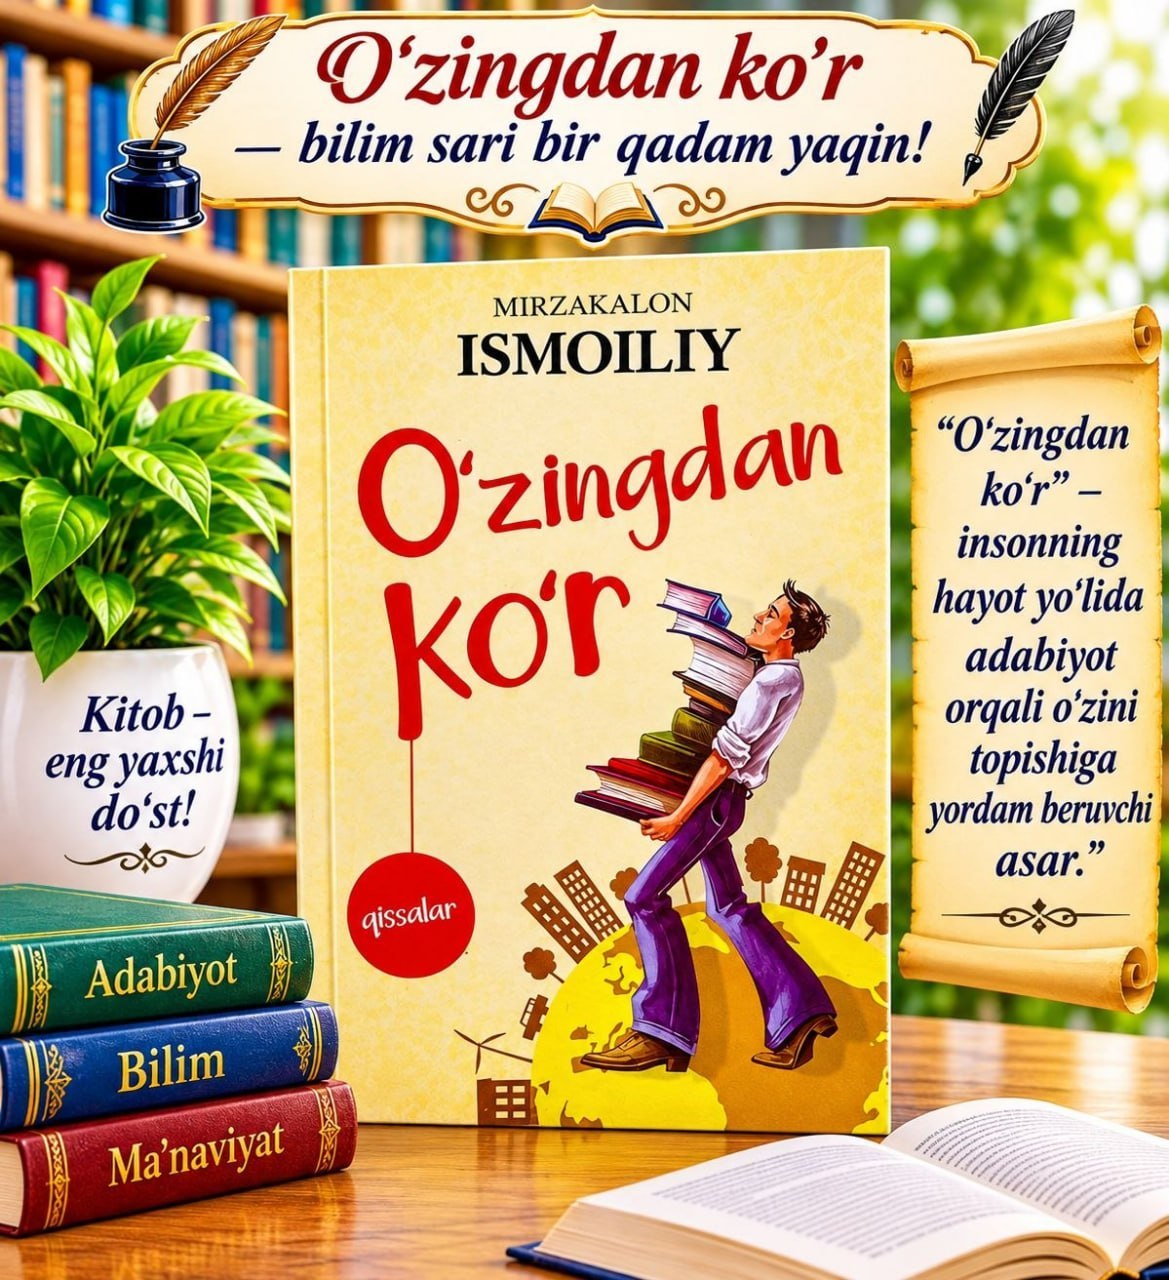 O‘zingdan ko’r
— bilim sari bir qadam yaqin!
MIRZAKALON
ISMOILIY
O‘zingdan
ko‘r
qissalar
“O‘zingdan
ko‘r” –
insonning
hayot yo‘lida
adabiyot
orqali o‘zini
topishiga
yordam beruvchi
asar.”
Kitob –
eng yaxshi
do‘st!
Adabiyot
Bilim
Ma’naviyat